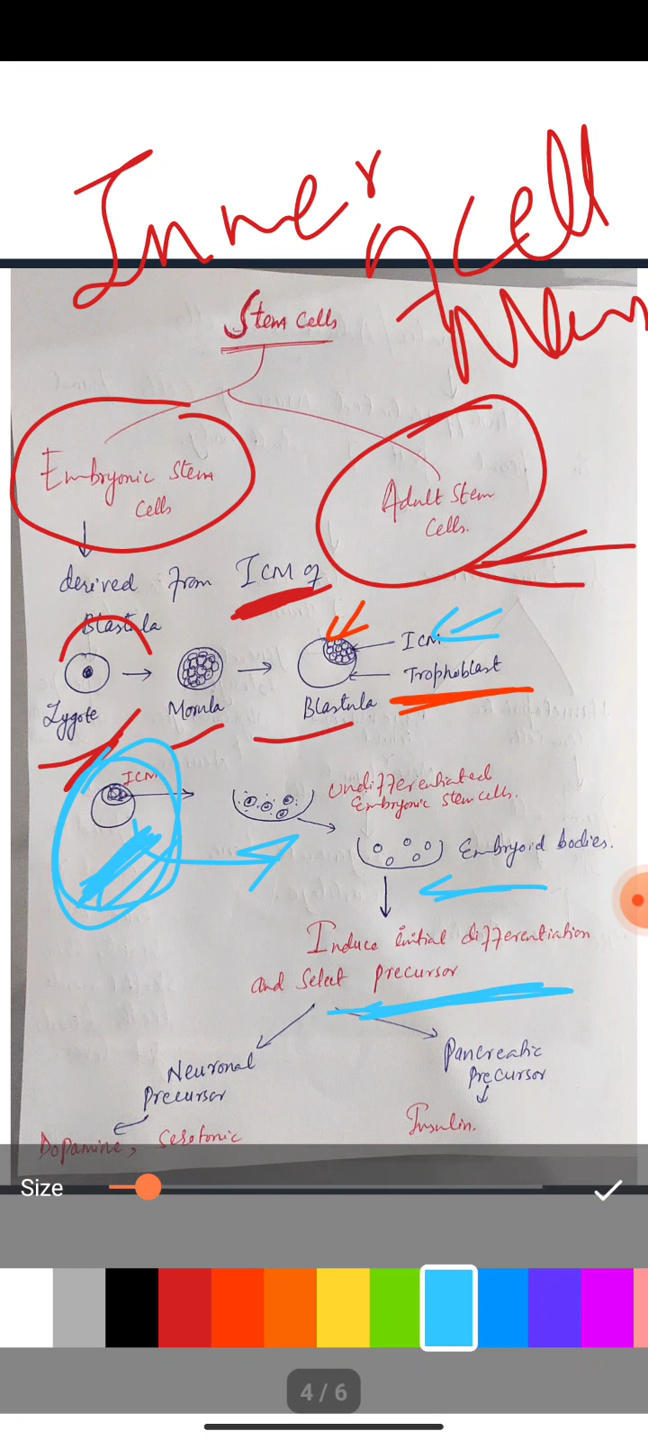 Inner
cell
Stem cells
Embryonic Stem
Cells
Adult Stem
Cells.
derived from ICM of
Blastula
ICM
Trophoblast
Zygote
Morula
Blastula
ICM
Undifferentiated
Embryonic stem cells.
Embryoid bodies.
Induce initial differentiation
and select precursor
Neuronal
Precursor
Pancreatic
Precursor
Dopamine, Serotonic
Insulin.
Size
4 / 6